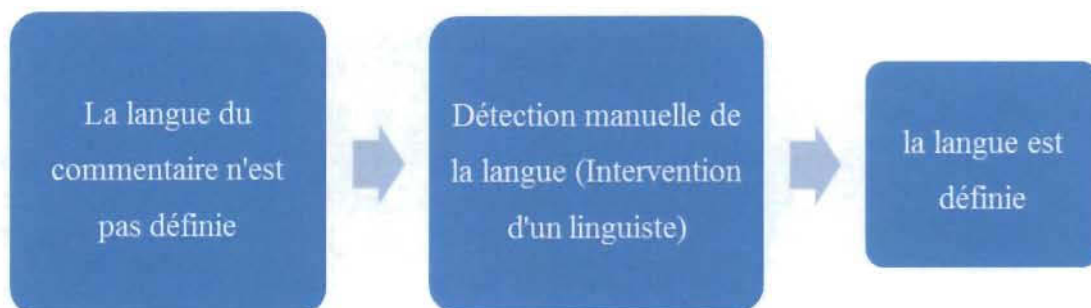 La langue du
commentaire n'est
pas définie
Détection manuelle de
la langue (Intervention
d'un linguiste)
la langue est
définie